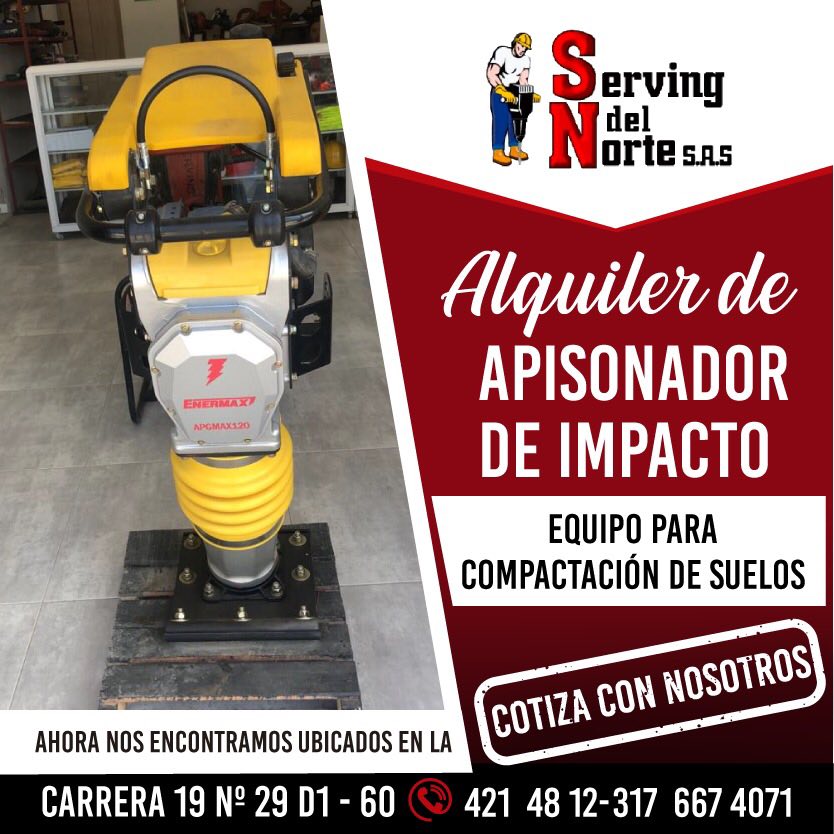 Serving
del
Norte S.A.S
Alquiler de
APISONADOR
DE IMPACTO
EQUIPO PARA
COMPACTACIÓN DE SUELOS
COTIZA CON NOSOTROS
ENERMAX
APGMAX120
AHORA NOS ENCONTRAMOS UBICADOS EN LA
CARRERA 19 Nº 29 D1 - 60 421 48 12-317 667 4071